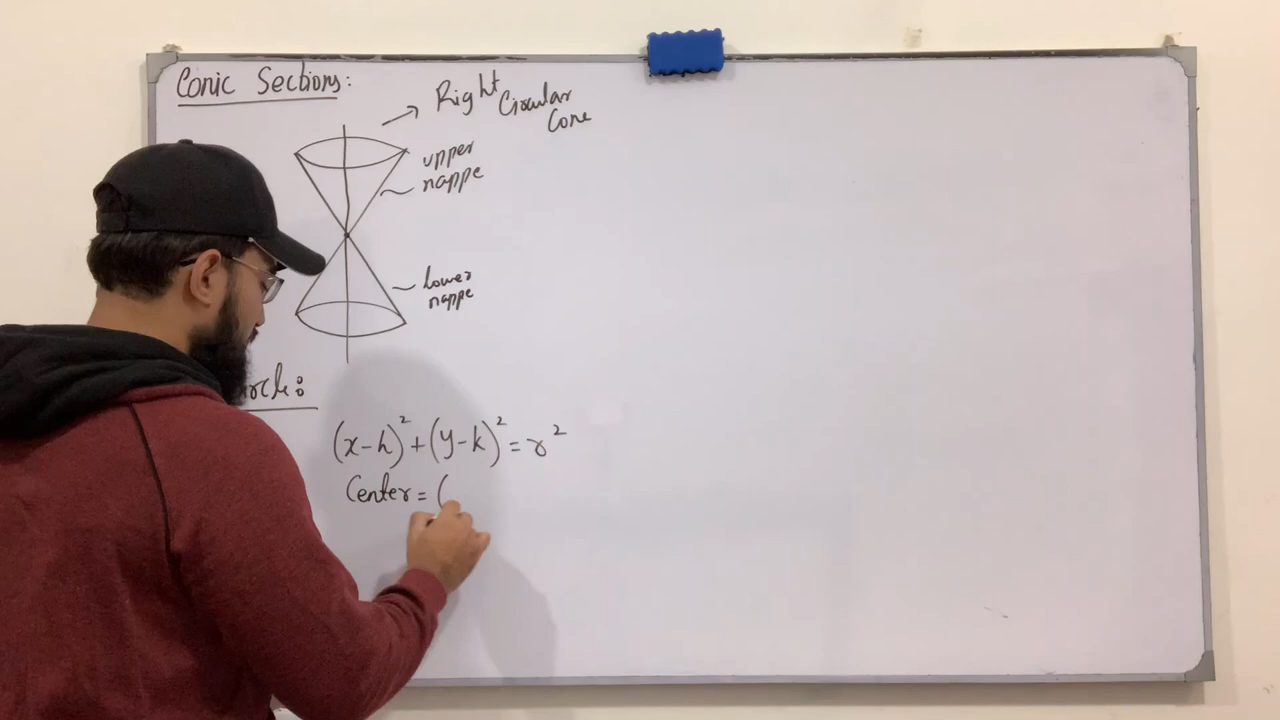 Conic Sections:
Right Circular Cone
upper
nappe
lower
nappe
(x-h)²+(y-k)²=r²
Center = (